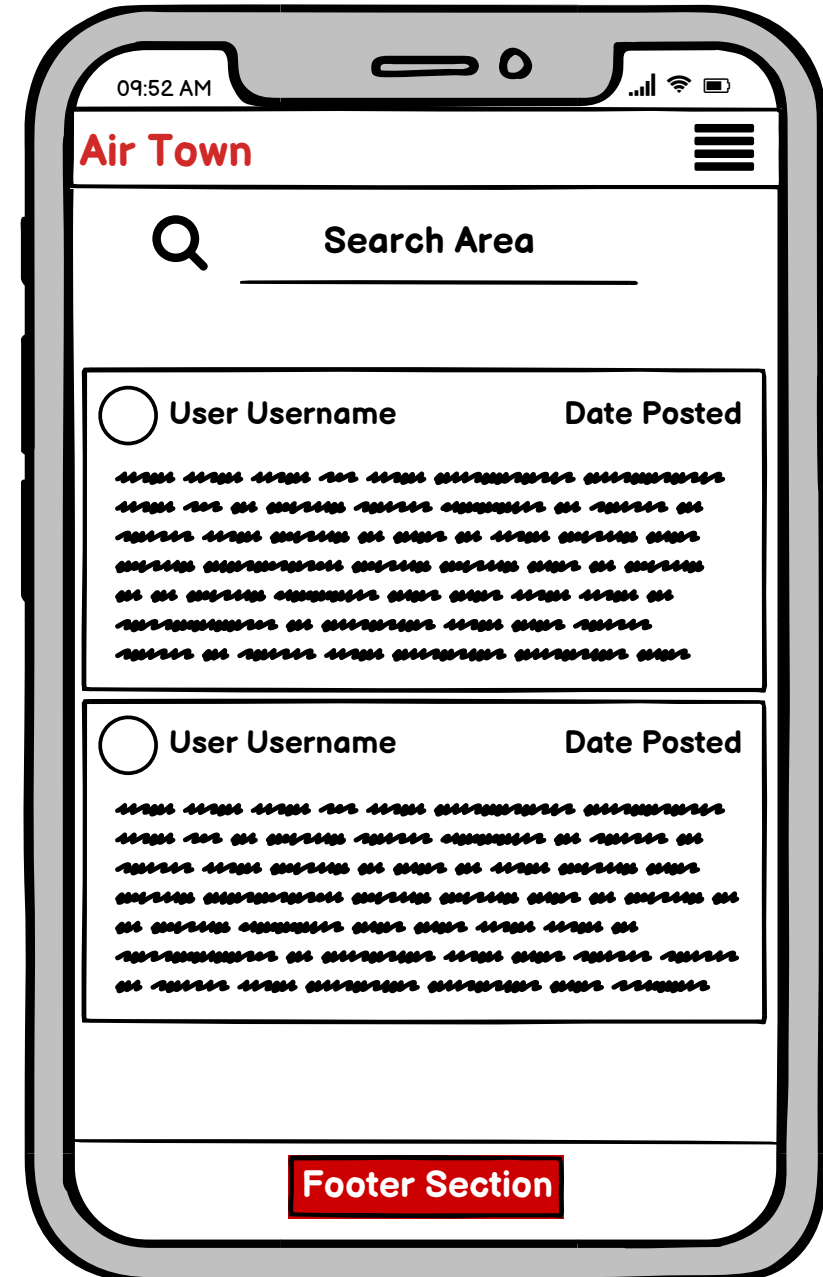 09:52 AM
Air Town
Search Area
User Username Date Posted
User Username Date Posted
Footer Section